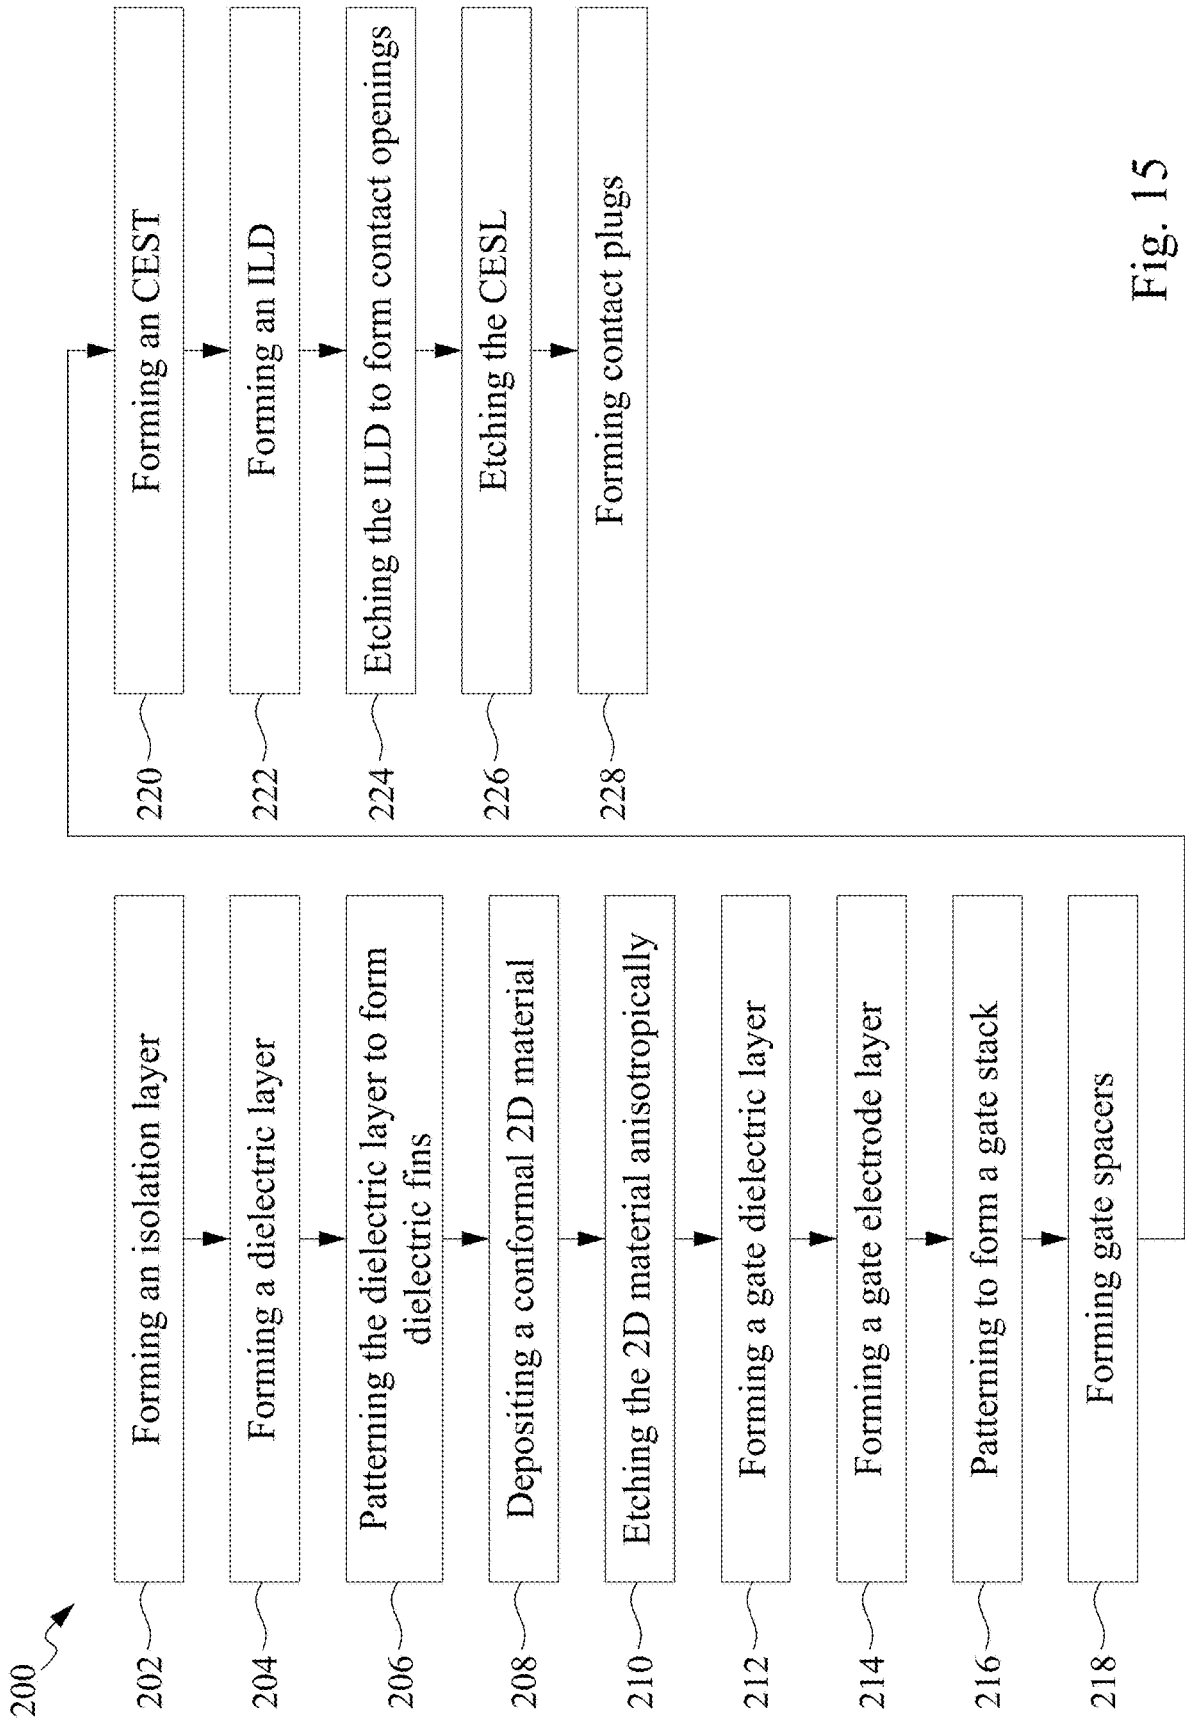 200
202
Forming an isolation layer
204
Forming a dielectric layer
206
Patterning the dielectric layer to form
dielectric fins
208
Depositing a conformal 2D material
210
Etching the 2D material anisotropically
212
Forming a gate dielectric layer
214
Forming a gate electrode layer
216
Patterning to form a gate stack
218
Forming gate spacers
220
Forming an CEST
222
Forming an ILD
224
Etching the ILD to form contact openings
226
Etching the CESL
228
Forming contact plugs
Fig. 15